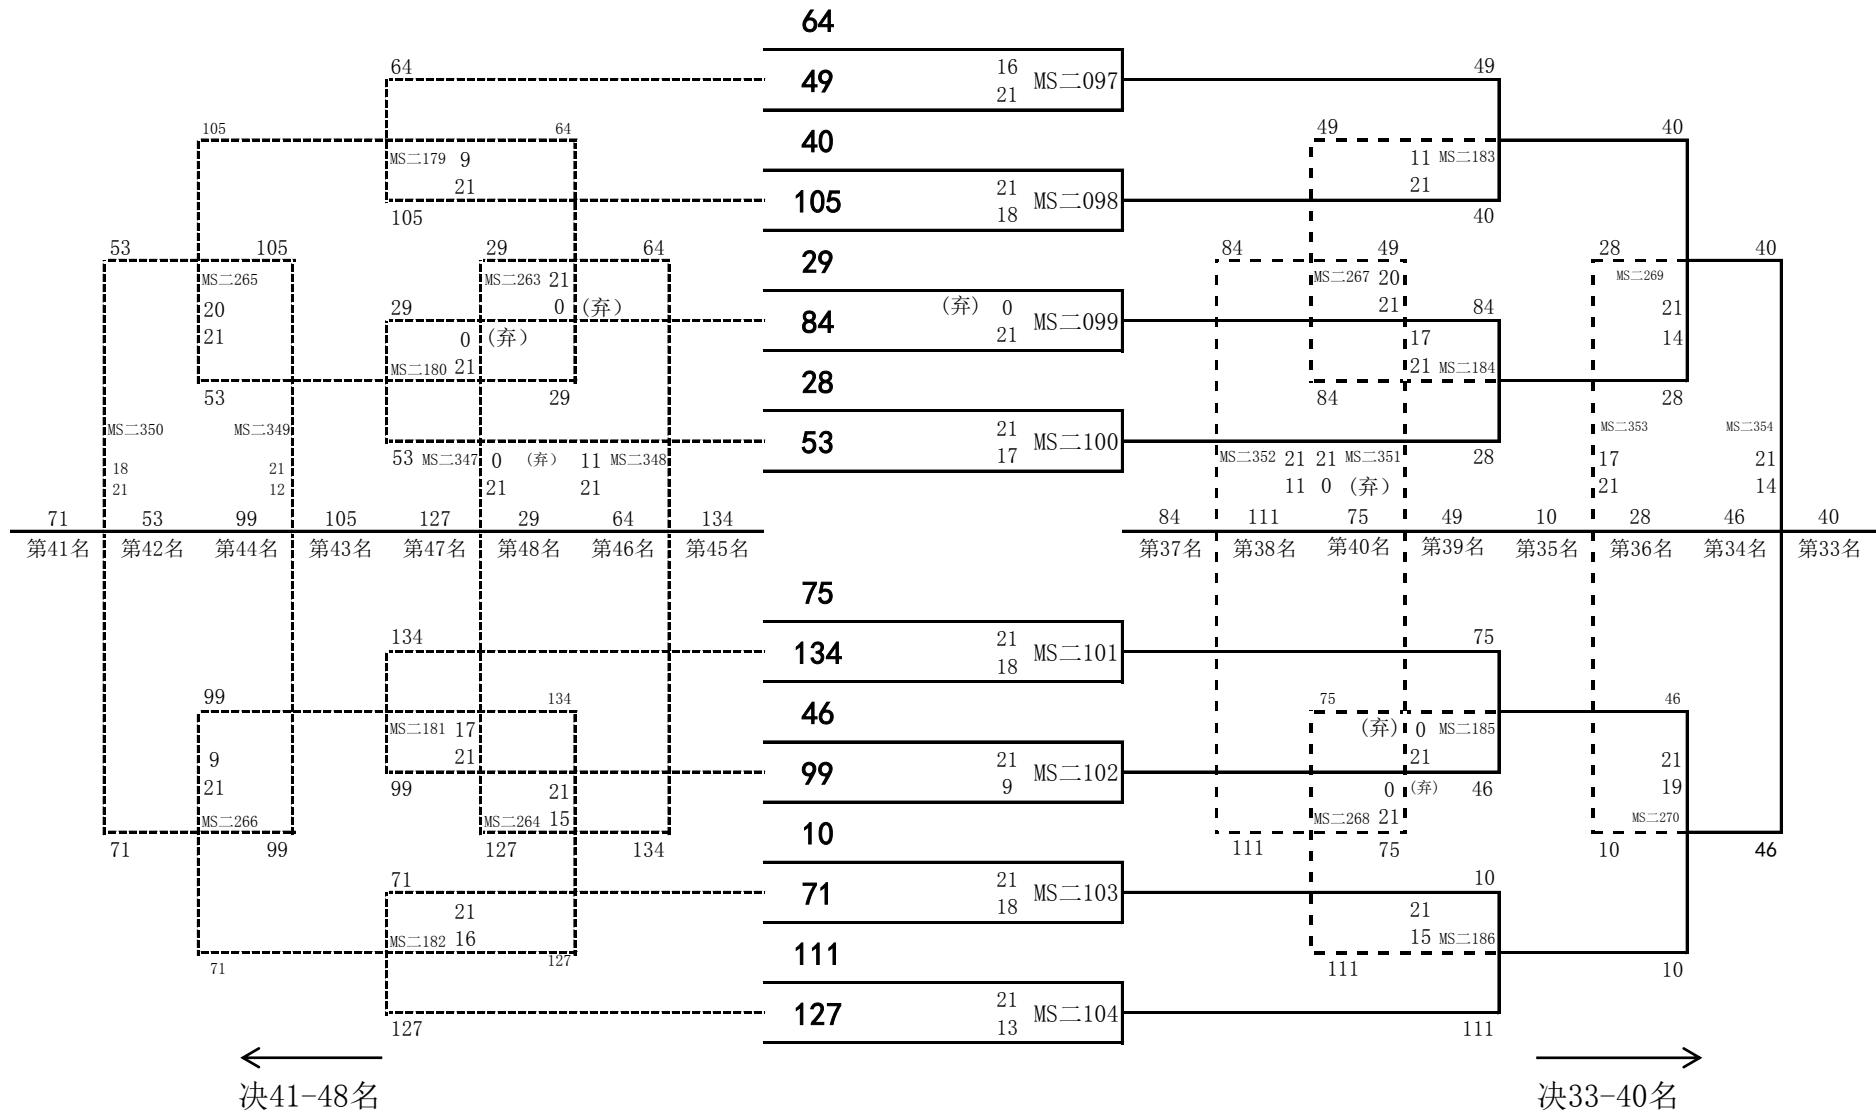 64
64 49 16 MS二097 49
21
105 64 40 49 40
MS二179 9 11 MS二183
21 105 21 MS二098 21
105 18 40
53 105 29 64 29 84 49 28 40
MS二265 MS二263 21 MS二267 20 MS二269
20 29 0 (弃) (弃) 0 21 84 21
21 0 (弃) 84 21 MS二099 17 14
MS二180 21 21 MS二184
53 29 28 84 28
MS二350 MS二349 21 MS二353 MS二354
53 MS二347 0 (弃) 11 MS二348 53 17 MS二100 MS二352 21 21 MS二351 28 17 21
18 21 21 21 11 0 (弃) 21 14
21 12
71 53 99 105 127 29 64 134 84 111 75 49 10 28 46 40
第41名 第42名 第44名 第43名 第47名 第48名 第46名 第45名 第37名 第38名 第40名 第39名 第35名 第36名 第34名 第33名
75
134 134 21 MS二101 75
18
99 134 46 75 46
MS二181 17 (弃) 0 MS二185
9 21 99 21 MS二102 21 21
21 99 21 9 0 (弃) 46 19
MS二266 MS二264 15 MS二268 21 MS二270
71 99 127 134 10 111 75 10 46
71 71 21 MS二103 10
21 18 21
MS二182 16 15 MS二186
71 127 111 111 10
127 21 MS二104
127 13 111
决41-48名 决33-40名